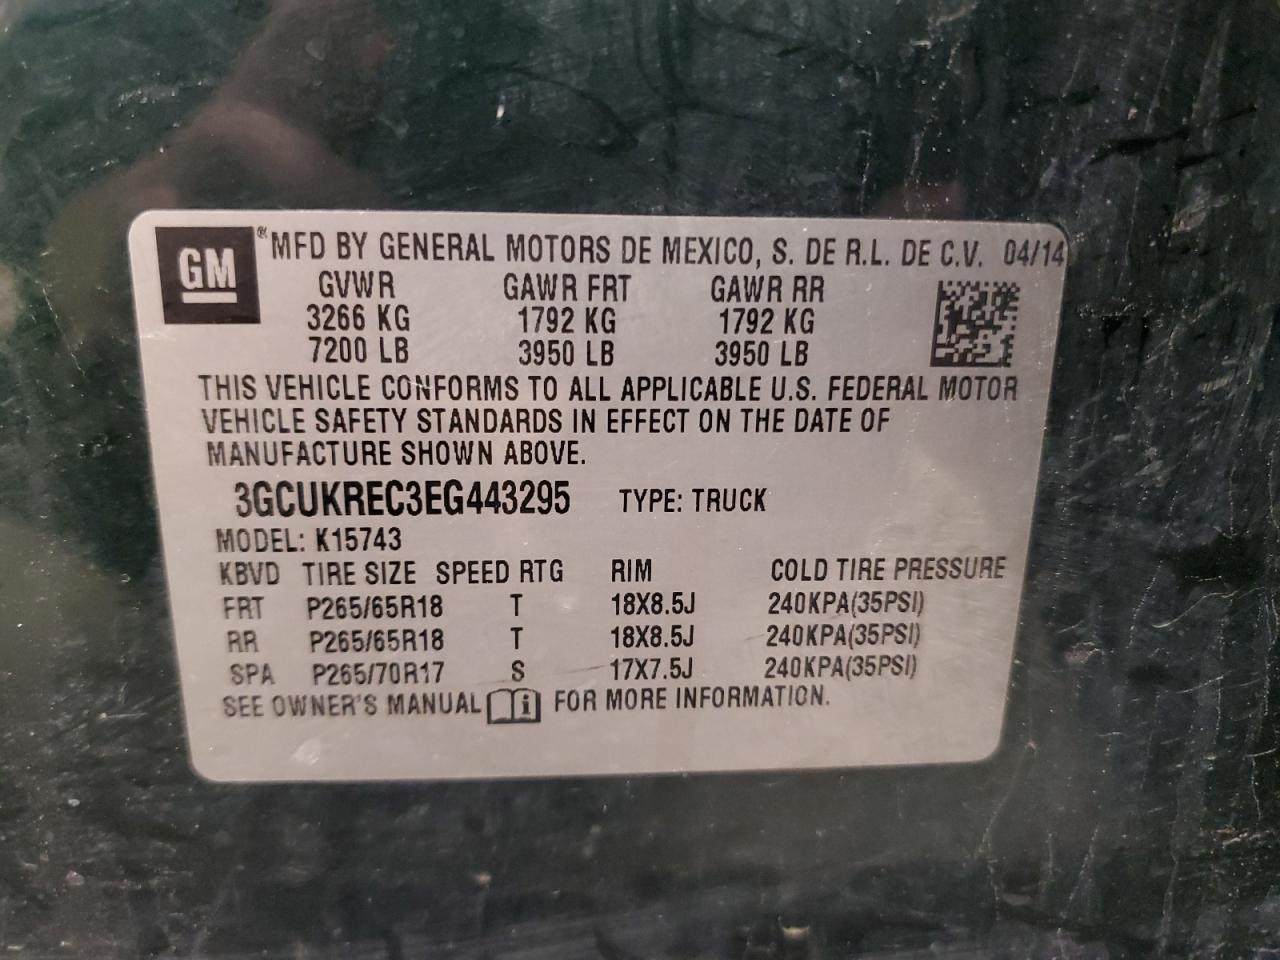 GM ® MFD BY GENERAL MOTORS DE MEXICO, S. DE R.L. DE C.V. 04/14
GVWR GAWR FRT GAWR RR
3266 KG 1792 KG 1792 KG
7200 LB 3950 LB 3950 LB
THIS VEHICLE CONFORMS TO ALL APPLICABLE U.S. FEDERAL MOTOR
VEHICLE SAFETY STANDARDS IN EFFECT ON THE DATE OF
MANUFACTURE SHOWN ABOVE.
3GCUKREC3EG443295 TYPE: TRUCK
MODEL: K15743
KBVD TIRE SIZE SPEED RTG RIM COLD TIRE PRESSURE
FRT P265/65R18 T 18X8.5J 240KPA(35PSI)
RR P265/65R18 T 18X8.5J 240KPA(35PSI)
SPA P265/70R17 S 17X7.5J 240KPA(35PSI)
SEE OWNER'S MANUAL i FOR MORE INFORMATION.